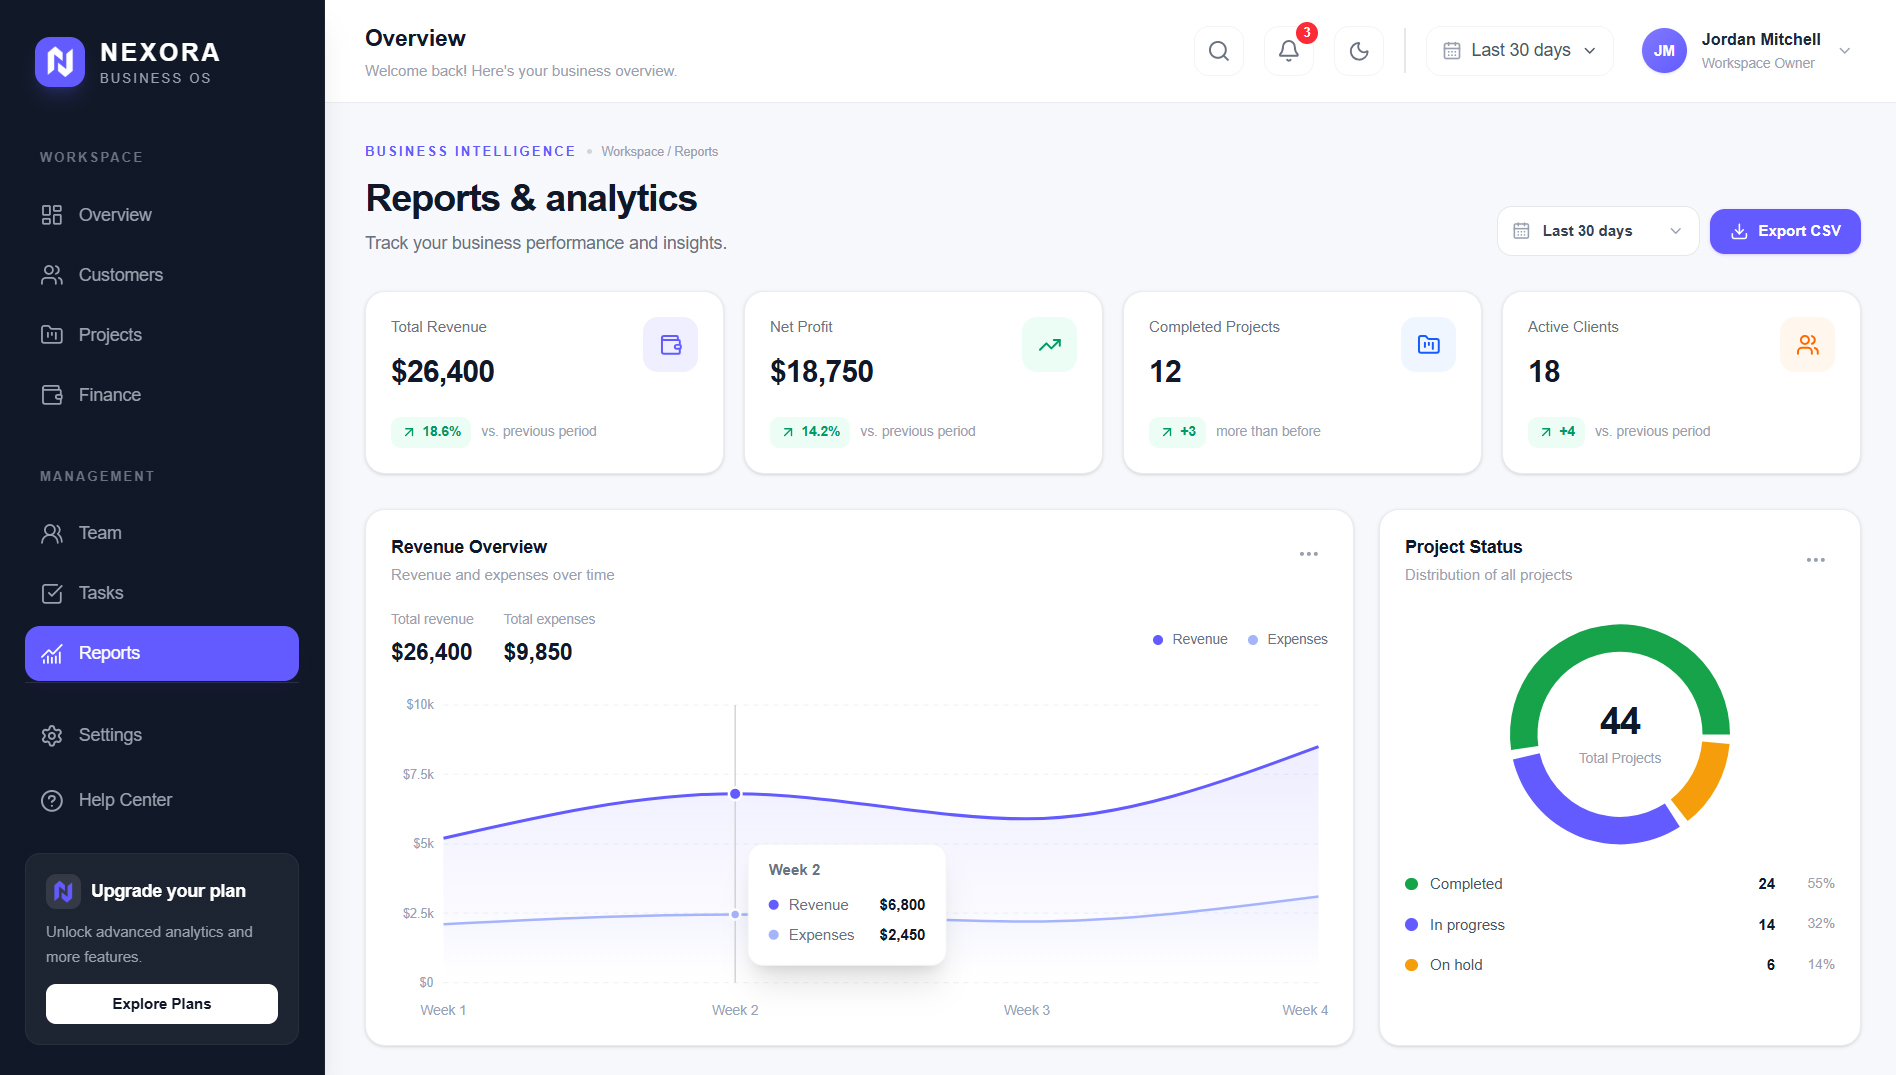 NEXORA
BUSINESS OS
WORKSPACE
Overview
Customers
Projects
Finance
MANAGEMENT
Team
Tasks
Reports
Settings
Help Center
Upgrade your plan
Unlock advanced analytics and
more features.
Explore Plans
Overview
Welcome back! Here's your business overview.
3
Last 30 days
JM
Jordan Mitchell
Workspace Owner
BUSINESS INTELLIGENCE • Workspace / Reports
Reports & analytics
Track your business performance and insights.
Last 30 days
Export CSV
Total Revenue
$26,400
18.6% vs. previous period
Net Profit
$18,750
14.2% vs. previous period
Completed Projects
12
+3 more than before
Active Clients
18
+4 vs. previous period
Revenue Overview
Revenue and expenses over time
Total revenue Total expenses
$26,400 $9,850
Revenue Expenses
$10k
$7.5k
$5k
$2.5k
$0
Week 1 Week 2 Week 3 Week 4
Week 2
Revenue $6,800
Expenses $2,450
Project Status
Distribution of all projects
44
Total Projects
Completed 24 55%
In progress 14 32%
On hold 6 14%